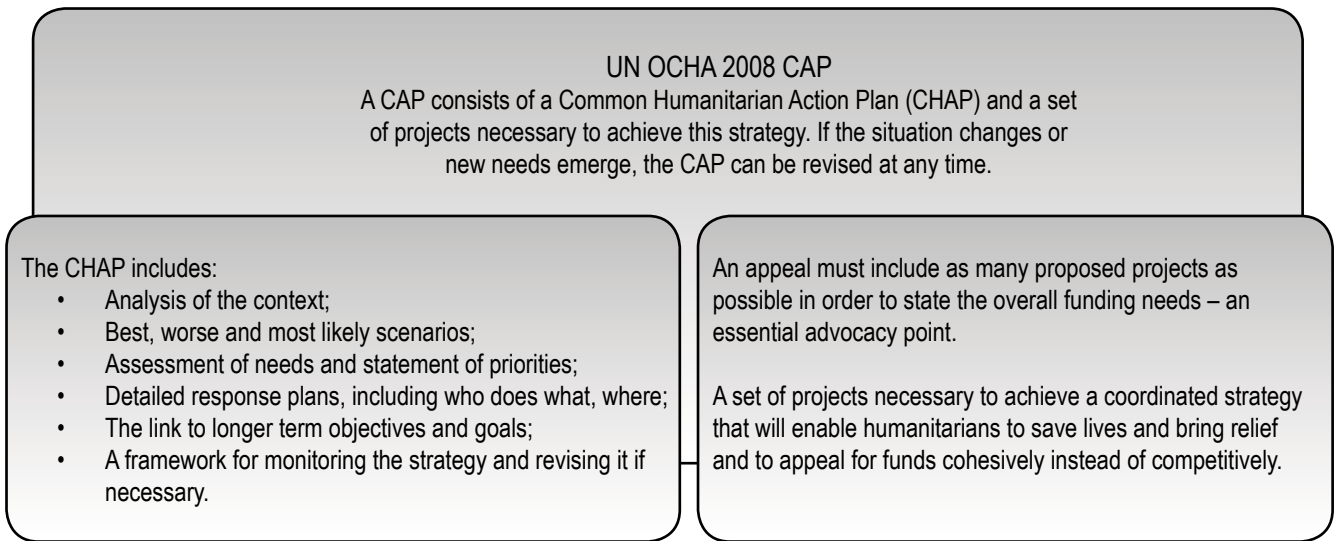 UN OCHA 2008 CAP
A CAP consists of a Common Humanitarian Action Plan (CHAP) and a set
of projects necessary to achieve this strategy. If the situation changes or
new needs emerge, the CAP can be revised at any time.
The CHAP includes:
• Analysis of the context;
• Best, worse and most likely scenarios;
• Assessment of needs and statement of priorities;
• Detailed response plans, including who does what, where;
• The link to longer term objectives and goals;
• A framework for monitoring the strategy and revising it if
necessary.
An appeal must include as many proposed projects as
possible in order to state the overall funding needs – an
essential advocacy point.
A set of projects necessary to achieve a coordinated strategy
that will enable humanitarians to save lives and bring relief
and to appeal for funds cohesively instead of competitively.